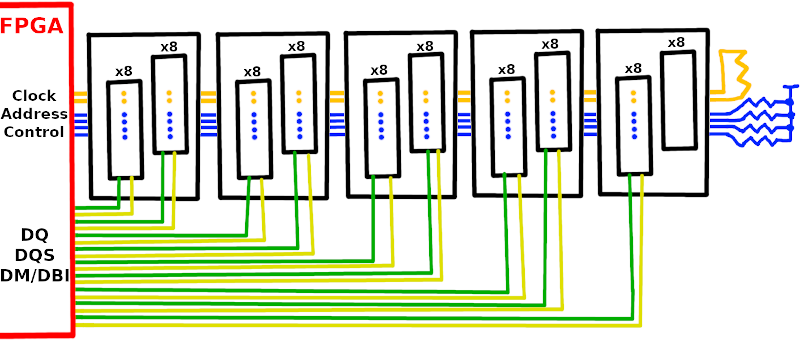 FPGA
x8
x8
x8
x8
x8
x8
x8
x8
x8
x8
Clock
Address
Control
DQ
DQS
DM/DBI